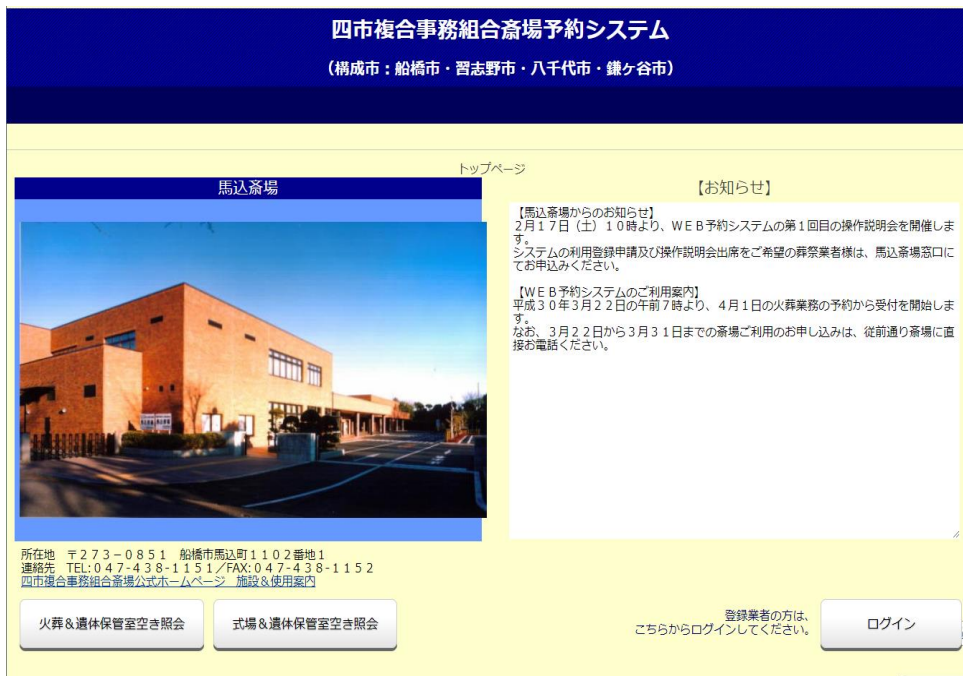 四市複合事務組合斎場予約システム
（構成市：船橋市・習志野市・八千代市・鎌ヶ谷市）
トップページ
馬込斎場
【お知らせ】
【馬込斎場からのお知らせ】
２月１７日（土）１０時より、ＷＥＢ予約システムの第１回目の操作説明会を開催しま
す。
システムの利用登録申請及び操作説明会出席をご希望の葬祭業者様は、馬込斎場窓口に
てお申込みください。
【ＷＥＢ予約システムのご利用案内】
平成３０年３月２２日の午前７時より、４月１日の火葬業務の予約から受付を開始しま
す。
なお、３月２２日から３月３１日までの斎場ご利用のお申し込みは、従前通り斎場に直
接お電話ください。
所在地　〒２７３－０８５１　船橋市馬込町１１０２番地１
連絡先　TEL:０４７-４３８-１１５１／FAX:０４７-４３８-１１５２
四市複合事務組合斎場公式ホームページ　施設&使用案内
火葬&遺体保管室空き照会
式場&遺体保管室空き照会
登録業者の方は、
こちらからログインしてください。
ログイン